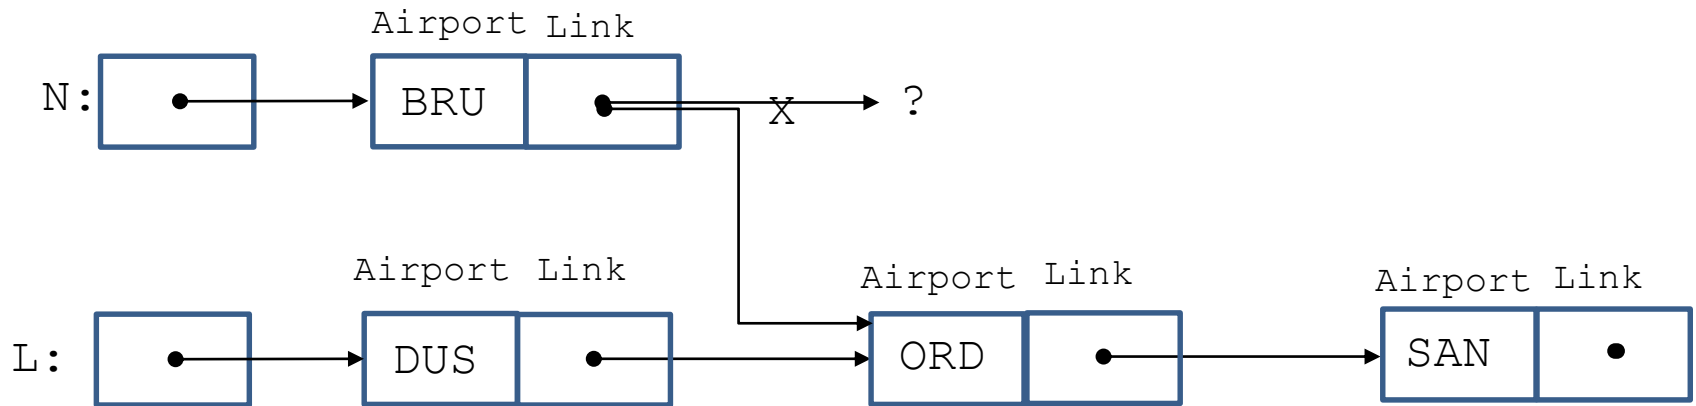 Airport Link
N: BRU X ?
Airport Link Airport Link Airport Link
L: DUS ORD SAN